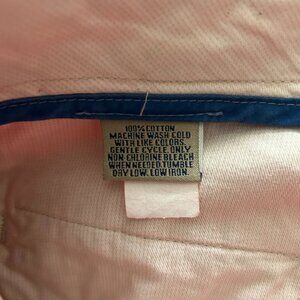 100% COTTON
MACHINE WASH COLD
WITH LIKE COLORS,
GENTLE CYCLE. ONLY
NON-CHLORINE BLEACH
WHEN NEEDED. TUMBLE
DRY LOW. LOW IRON.